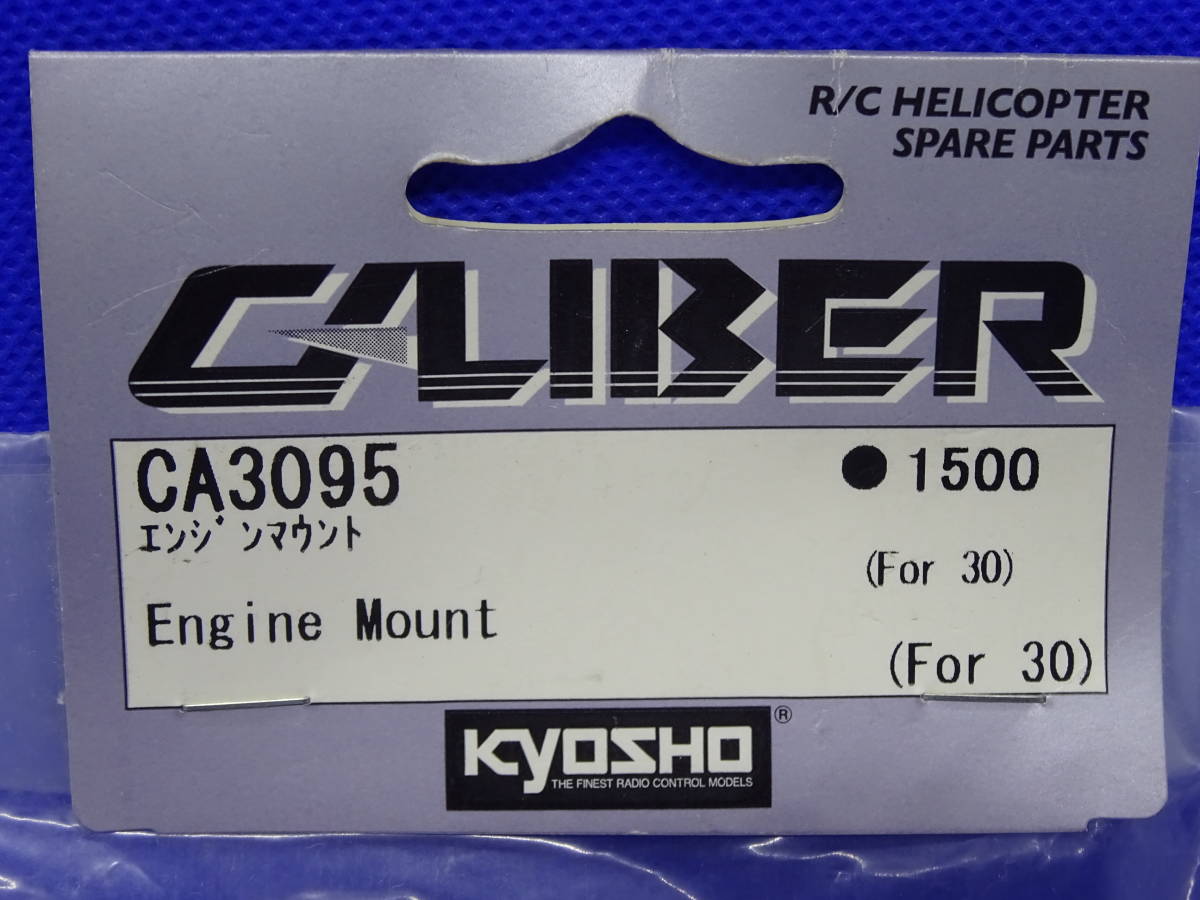 R/C HELICOPTER
SPARE PARTS
CALIBER
CA3095 ●1500
ｴﾝｼﾞﾝﾏｳﾝﾄ
(For 30)
Engine Mount
(For 30)
KYOSHO ®
THE FINEST RADIO CONTROL MODELS